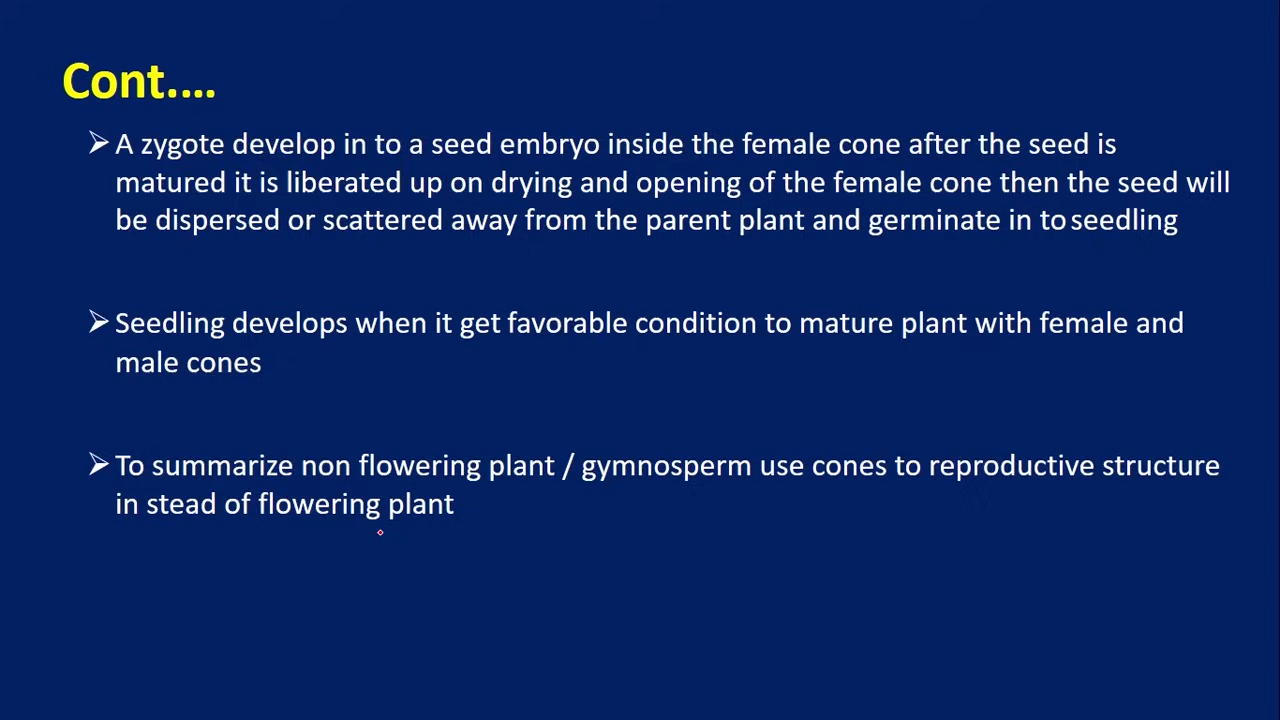 Cont.…
➢ A zygote develop in to a seed embryo inside the female cone after the seed is
matured it is liberated up on drying and opening of the female cone then the seed will
be dispersed or scattered away from the parent plant and germinate in to seedling
➢ Seedling develops when it get favorable condition to mature plant with female and
male cones
➢ To summarize non flowering plant / gymnosperm use cones to reproductive structure
in stead of flowering plant